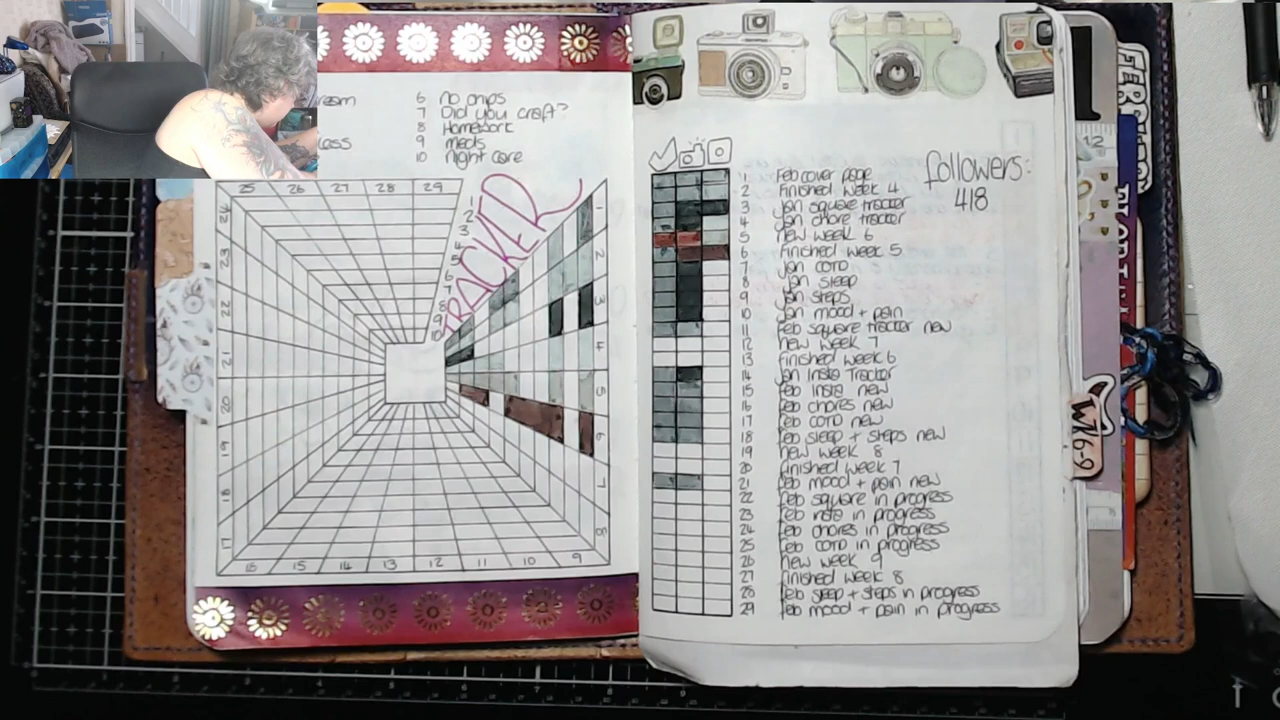 6 no chips
7 Did you craft?
8 Homework
9 meds
10 night care
TRACKER
25 26 27 28 29
24
23
22
21
20
19
18
17
16 15 14 13 12 11 10 9
1
2
3
4
5
6
7
8
1
2
3
4
5
6
7
8
9
10
followers:
418
1 Feb cover page
2 Finished week 4
3 Jan square tracker
4 Jan chore tracker
5 new week 6
6 Finished week 5
7 Jan COTD
8 Jan sleep
9 Jan steps
10 Jan mood + pain
11 Feb square tracker new
12 new week 7
13 Finished week 6
14 Jan insta tracker
15 Feb insta new
16 Feb chores new
17 Feb COTD new
18 Feb sleep + steps new
19 new week 8
20 finished week 7
21 Feb mood + pain new
22 Feb square in progress
23 Feb insta in progress
24 Feb chores in progress
25 Feb COTD in progress
26 new week 9
27 finished week 8
28 Feb sleep + steps in progress
29 Feb mood + pain in progress
12
W16-9